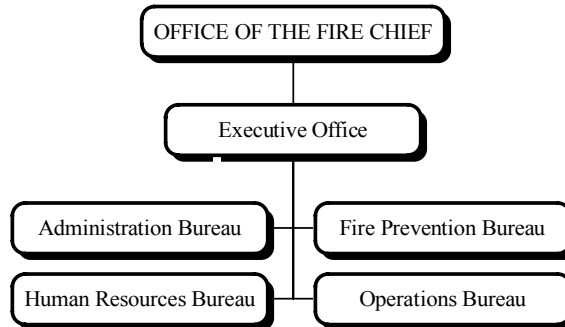 OFFICE OF THE FIRE CHIEF
Executive Office
Administration Bureau
Fire Prevention Bureau
Human Resources Bureau
Operations Bureau